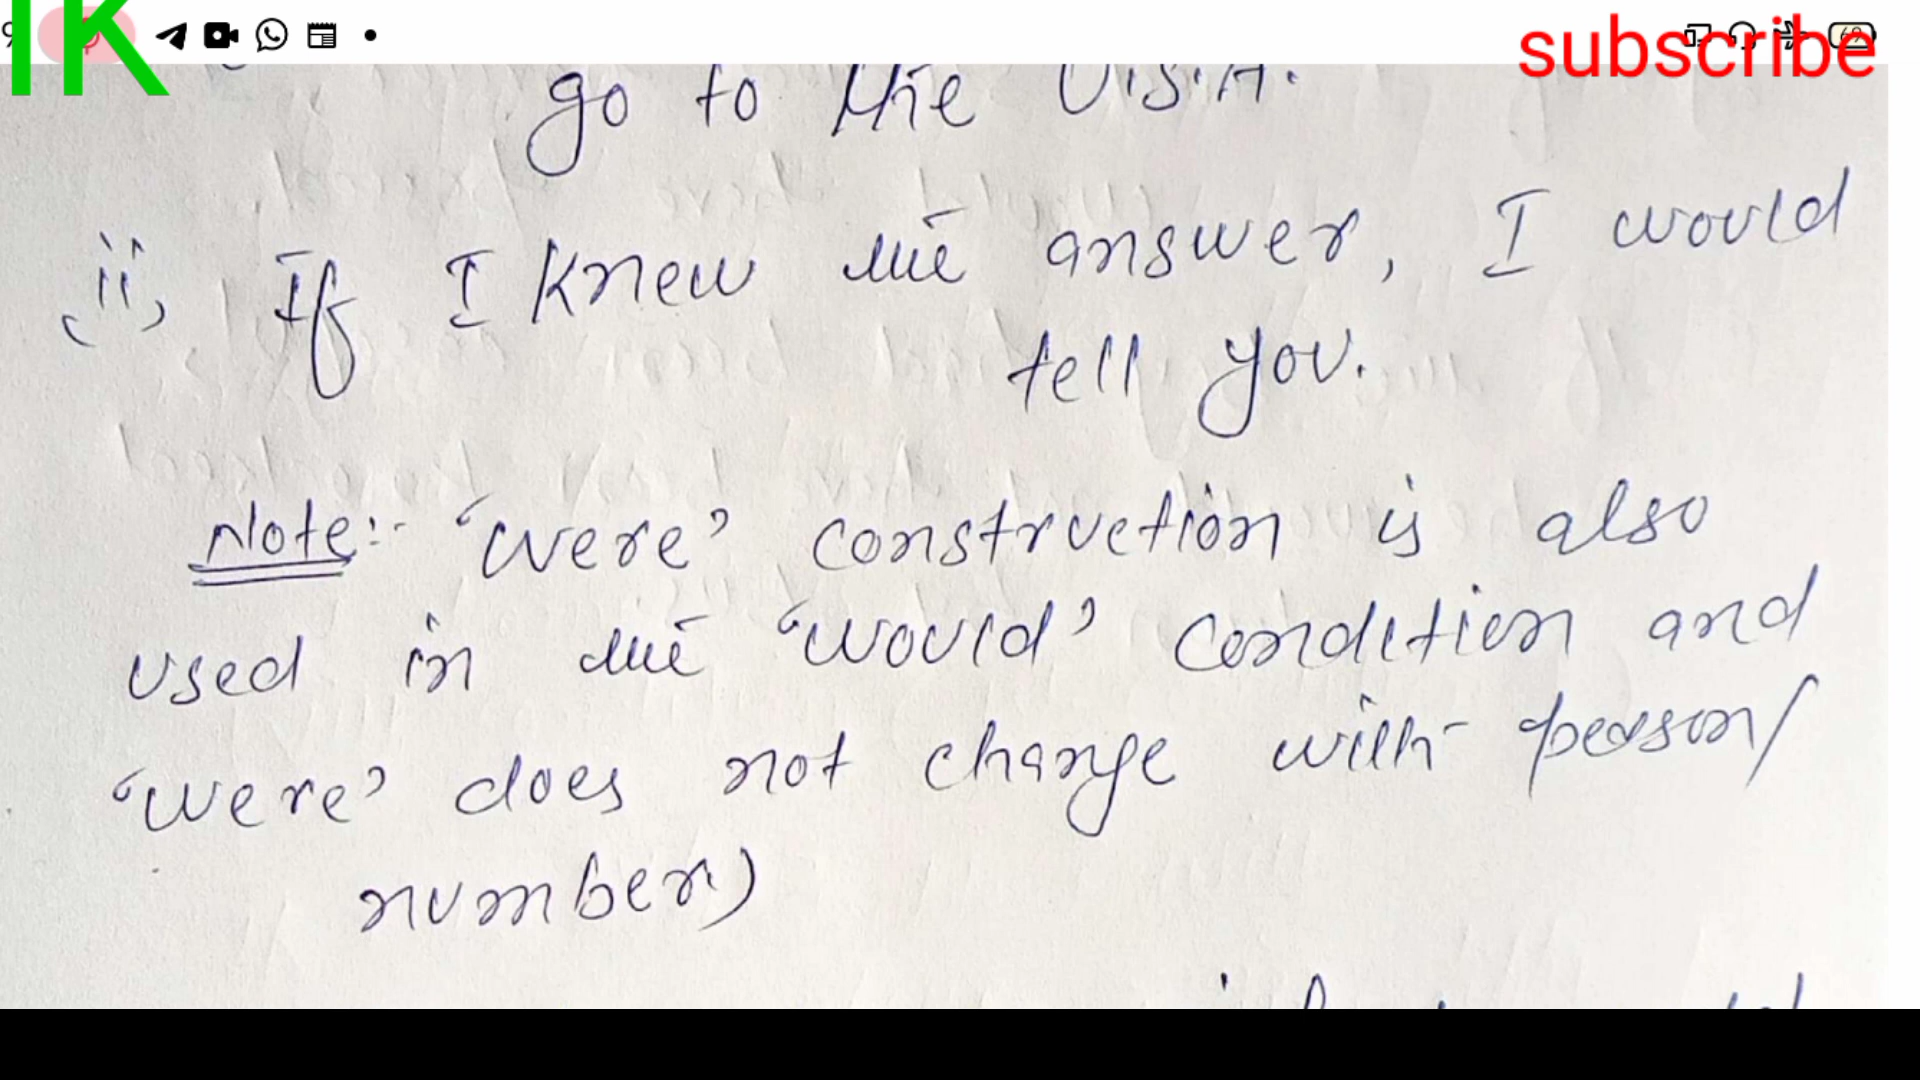 IK
subscribe
go to the U.S.A.
(ii) If I knew the answer, I would
tell you.
Note:- 'were' construction is also
used in the 'would' condition and
'were' does not change with person/
number)